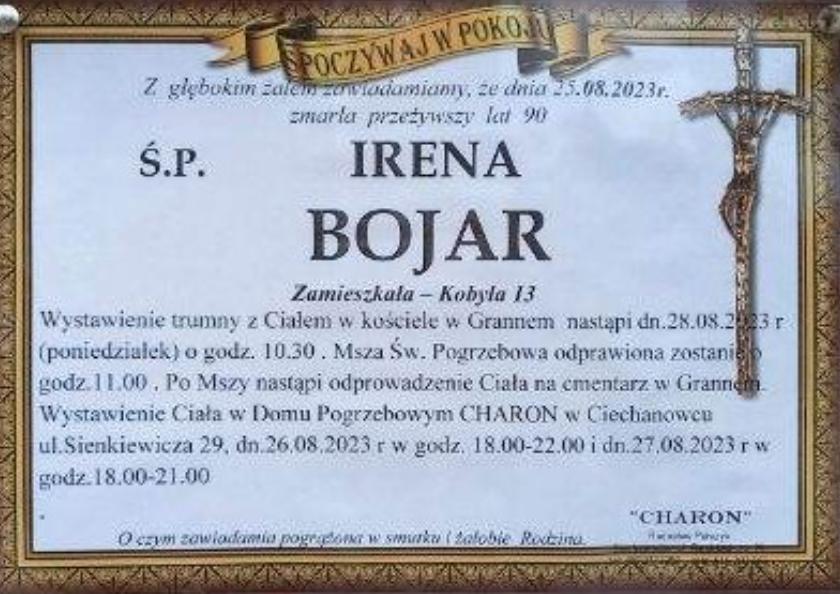 SPOCZYWAJ W POKOJU
Z głębokim żalem zawiadamiamy, że dnia 25.08.2023r.
zmarła przeżywszy lat 90
Ś.P. IRENA
BOJAR
Zamieszkała – Kobyla 13
Wystawienie trumny z Ciałem w kościele w Grannem nastąpi dn.28.08.2023 r
(poniedziałek) o godz. 10.30 . Msza Św. Pogrzebowa odprawiona zostanie o
godz.11.00 . Po Mszy nastąpi odprowadzenie Ciała na cmentarz w Grannem.
Wystawienie Ciała w Domu Pogrzebowym CHARON w Ciechanowcu
ul.Sienkiewicza 29, dn.26.08.2023 r w godz. 18.00-22.00 i dn.27.08.2023 r w
godz.18.00-21.00
.
O czym zawiadamia pogrążona w smutku i żałobie Rodzina.
"CHARON"